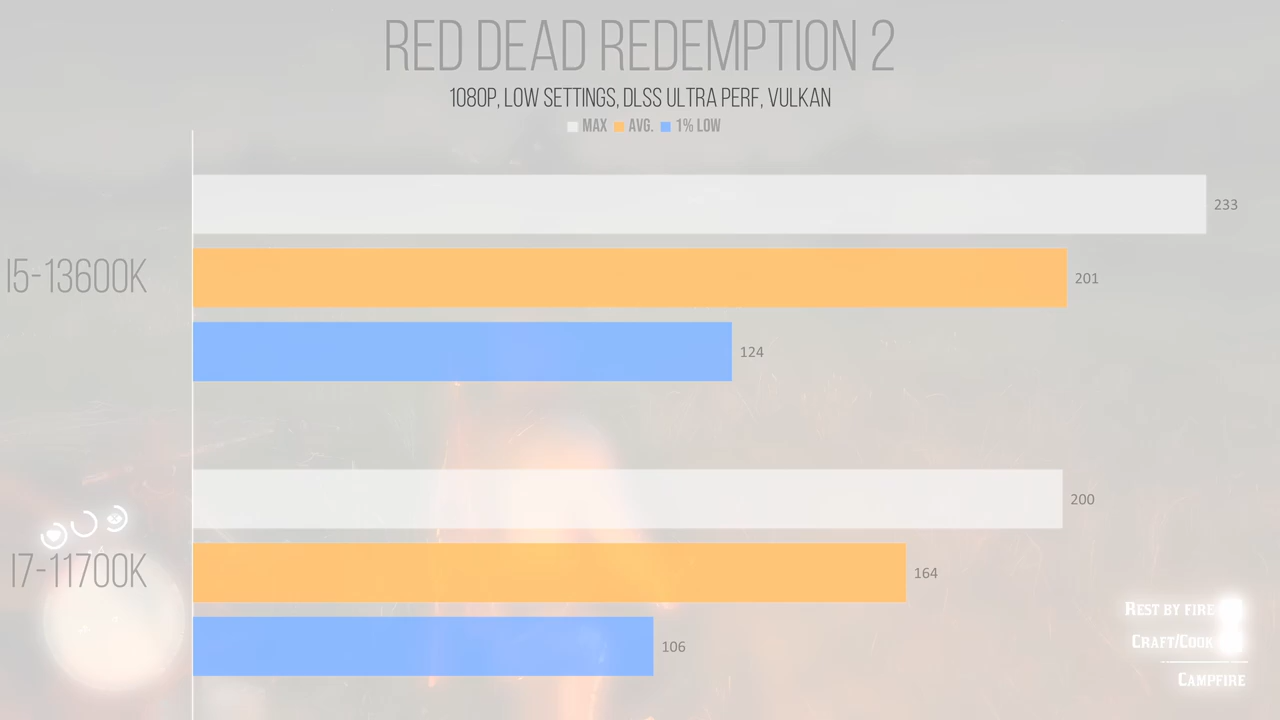 RED DEAD REDEMPTION 2
1080P, LOW SETTINGS, DLSS ULTRA PERF, VULKAN
MAX AVG. 1% LOW
233
I5-13600K
201
124
200
I7-11700K
164
106
REST BY FIRE
CRAFT/COOK
CAMPFIRE